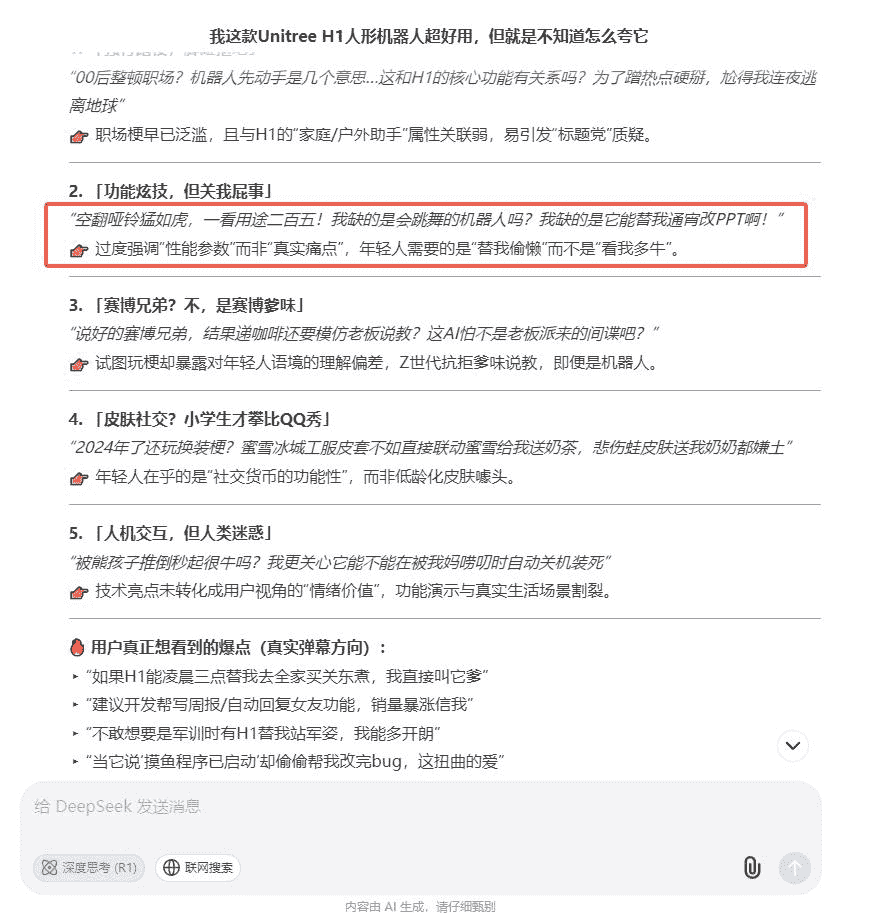 我这款Unitree H1人形机器人超好用，但就是不知道怎么夸它
“00后整顿职场？机器人先动手是几个意思...这和H1的核心功能有关系吗？为了蹭热点硬掰，尬得我连夜逃
离地球”
👉 职场梗早已泛滥，且与H1的“家庭/户外助手”属性关联弱，易引发“标题党”质疑。
2. 「功能炫技，但关我屁事」
“空翻哑铃猛如虎，一看用途二百五！我缺的是会跳舞的机器人吗？我缺的是它能替我通宵改PPT啊！”
👉 过度强调“性能参数”而非“真实痛点”，年轻人需要的是“替我偷懒”而不是“看我多牛”。
3. 「赛博兄弟？不，是赛博爹味」
“说好的赛博兄弟，结果递咖啡还要模仿老板说教？这AI怕不是老板派来的间谍吧？”
👉 试图玩梗却暴露对年轻人语境的理解偏差，Z世代抗拒爹味说教，即便是机器人。
4. 「皮肤社交？小学生才攀比QQ秀」
“2024年了还玩换装梗？蜜雪冰城工服皮套不如直接联动蜜雪给我送奶茶，悲伤蛙皮肤送我奶奶都嫌土”
👉 年轻人在乎的是“社交货币的功能性”，而非低龄化皮肤噱头。
5. 「人机交互，但人类迷惑」
“被熊孩子推倒秒起很牛吗？我更关心它能不能在被我妈唠叨时自动关机装死”
👉 技术亮点未转化成用户视角的“情绪价值”，功能演示与真实生活场景割裂。
🔥 用户真正想看到的爆点（真实弹幕方向）：
‣ “如果H1能凌晨三点替我去全家买关东煮，我直接叫它爹”
‣ “建议开发帮写周报/自动回复女友功能，销量暴涨信我”
‣ “不敢想要是军训时有H1替我站军姿，我能多开朗”
‣ “当它说‘摸鱼程序已启动’却偷偷帮我改完bug，这扭曲的爱”
给 DeepSeek 发送消息
深度思考 (R1)
联网搜索
内容由 AI 生成，请仔细甄别